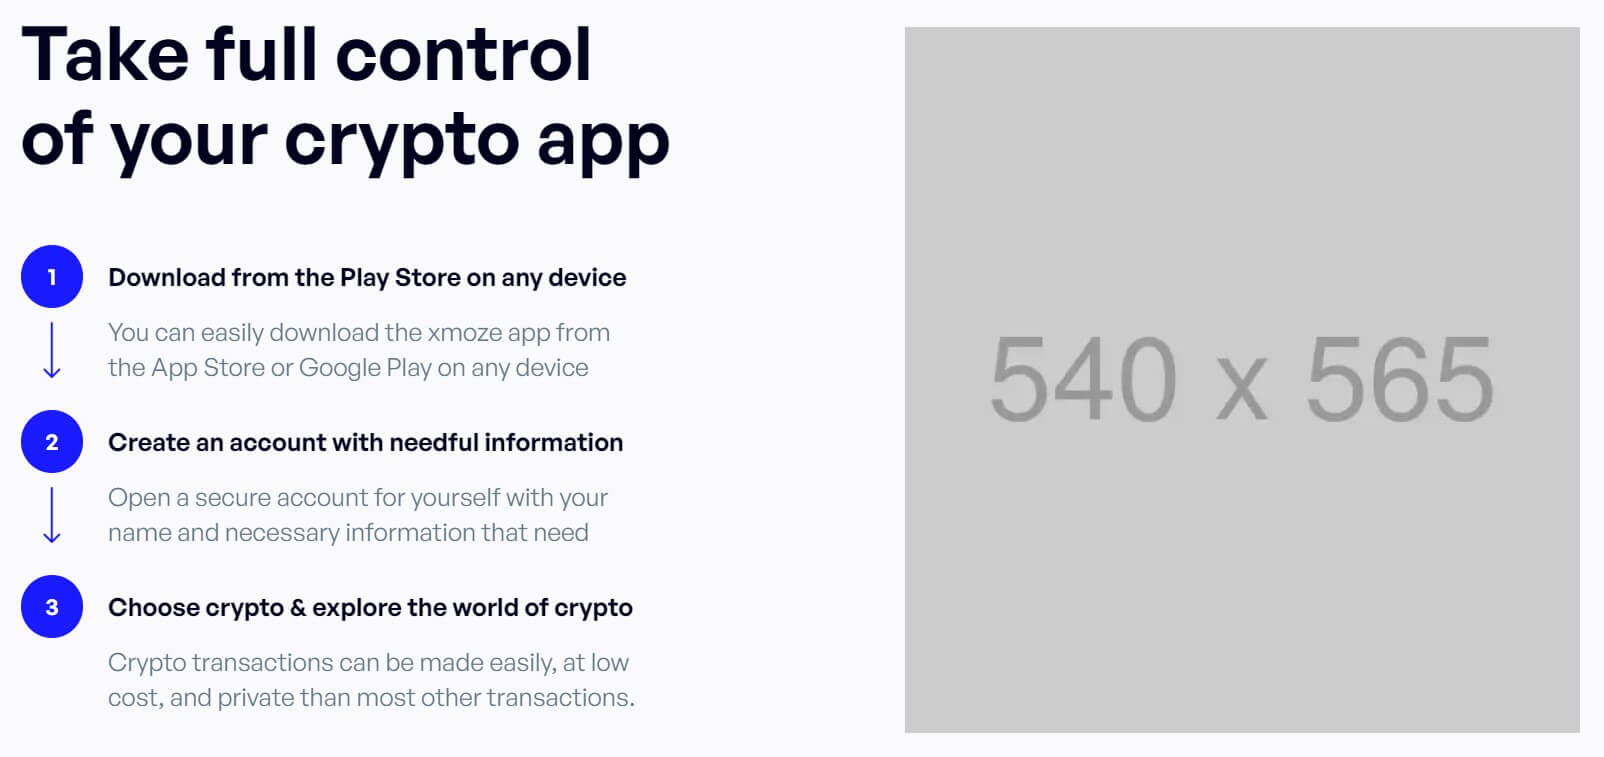 Take full control
of your crypto app
1
Download from the Play Store on any device
You can easily download the xmoze app from
the App Store or Google Play on any device
2
Create an account with needful information
Open a secure account for yourself with your
name and necessary information that need
3
Choose crypto & explore the world of crypto
Crypto transactions can be made easily, at low
cost, and private than most other transactions.
540 x 565